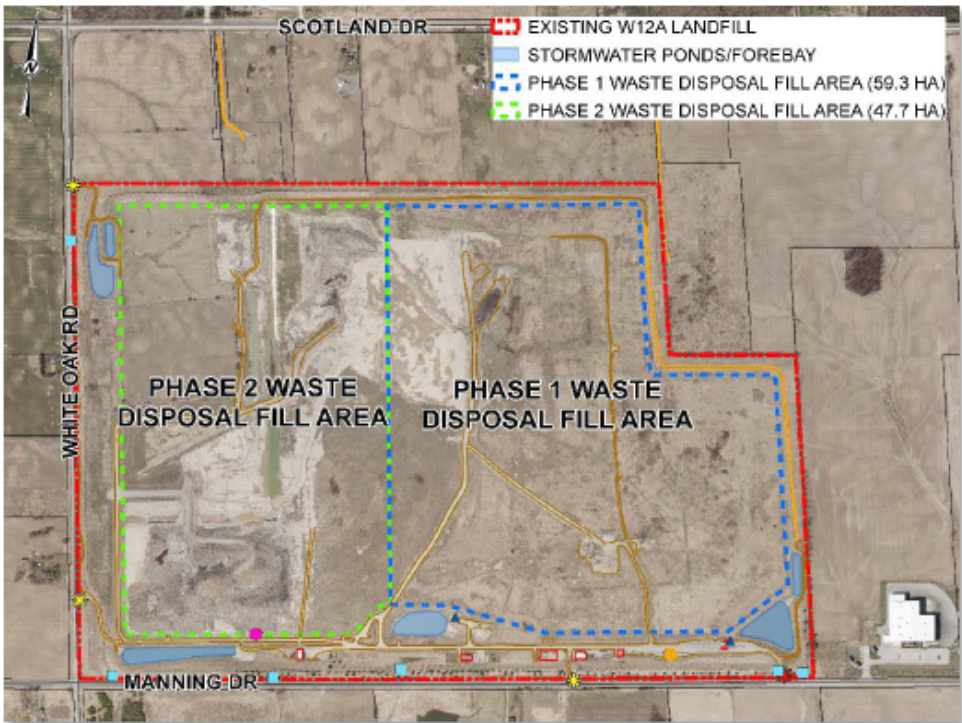 SCOTLAND DR
EXISTING W12A LANDFILL
STORMWATER PONDS/FOREBAY
PHASE 1 WASTE DISPOSAL FILL AREA (59.3 HA)
PHASE 2 WASTE DISPOSAL FILL AREA (47.7 HA)
N
WHITE OAK RD
PHASE 2 WASTE
DISPOSAL FILL AREA
PHASE 1 WASTE
DISPOSAL FILL AREA
MANNING DR